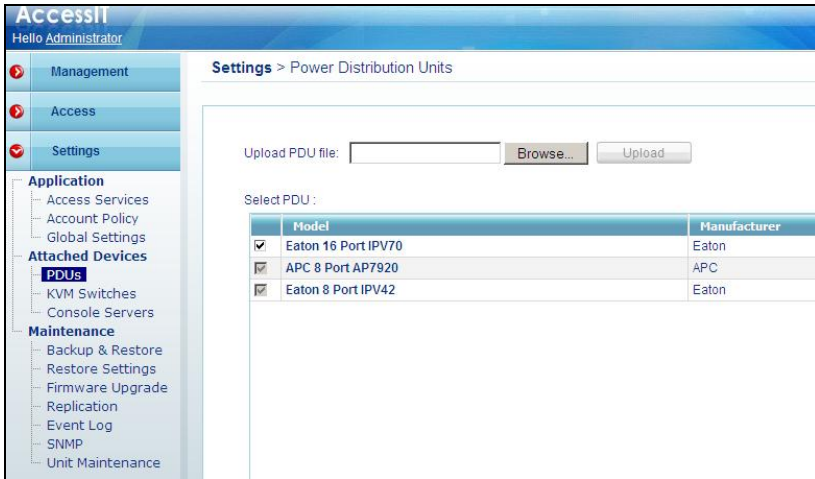 AccessIT
Hello Administrator
Management
Access
Settings
Application
Access Services
Account Policy
Global Settings
Attached Devices
PDUs
KVM Switches
Console Servers
Maintenance
Backup & Restore
Restore Settings
Firmware Upgrade
Replication
Event Log
SNMP
Unit Maintenance
Settings > Power Distribution Units
Upload PDU file: Browse... Upload
Select PDU :
Model Manufacturer
Eaton 16 Port IPV70 Eaton
APC 8 Port AP7920 APC
Eaton 8 Port IPV42 Eaton